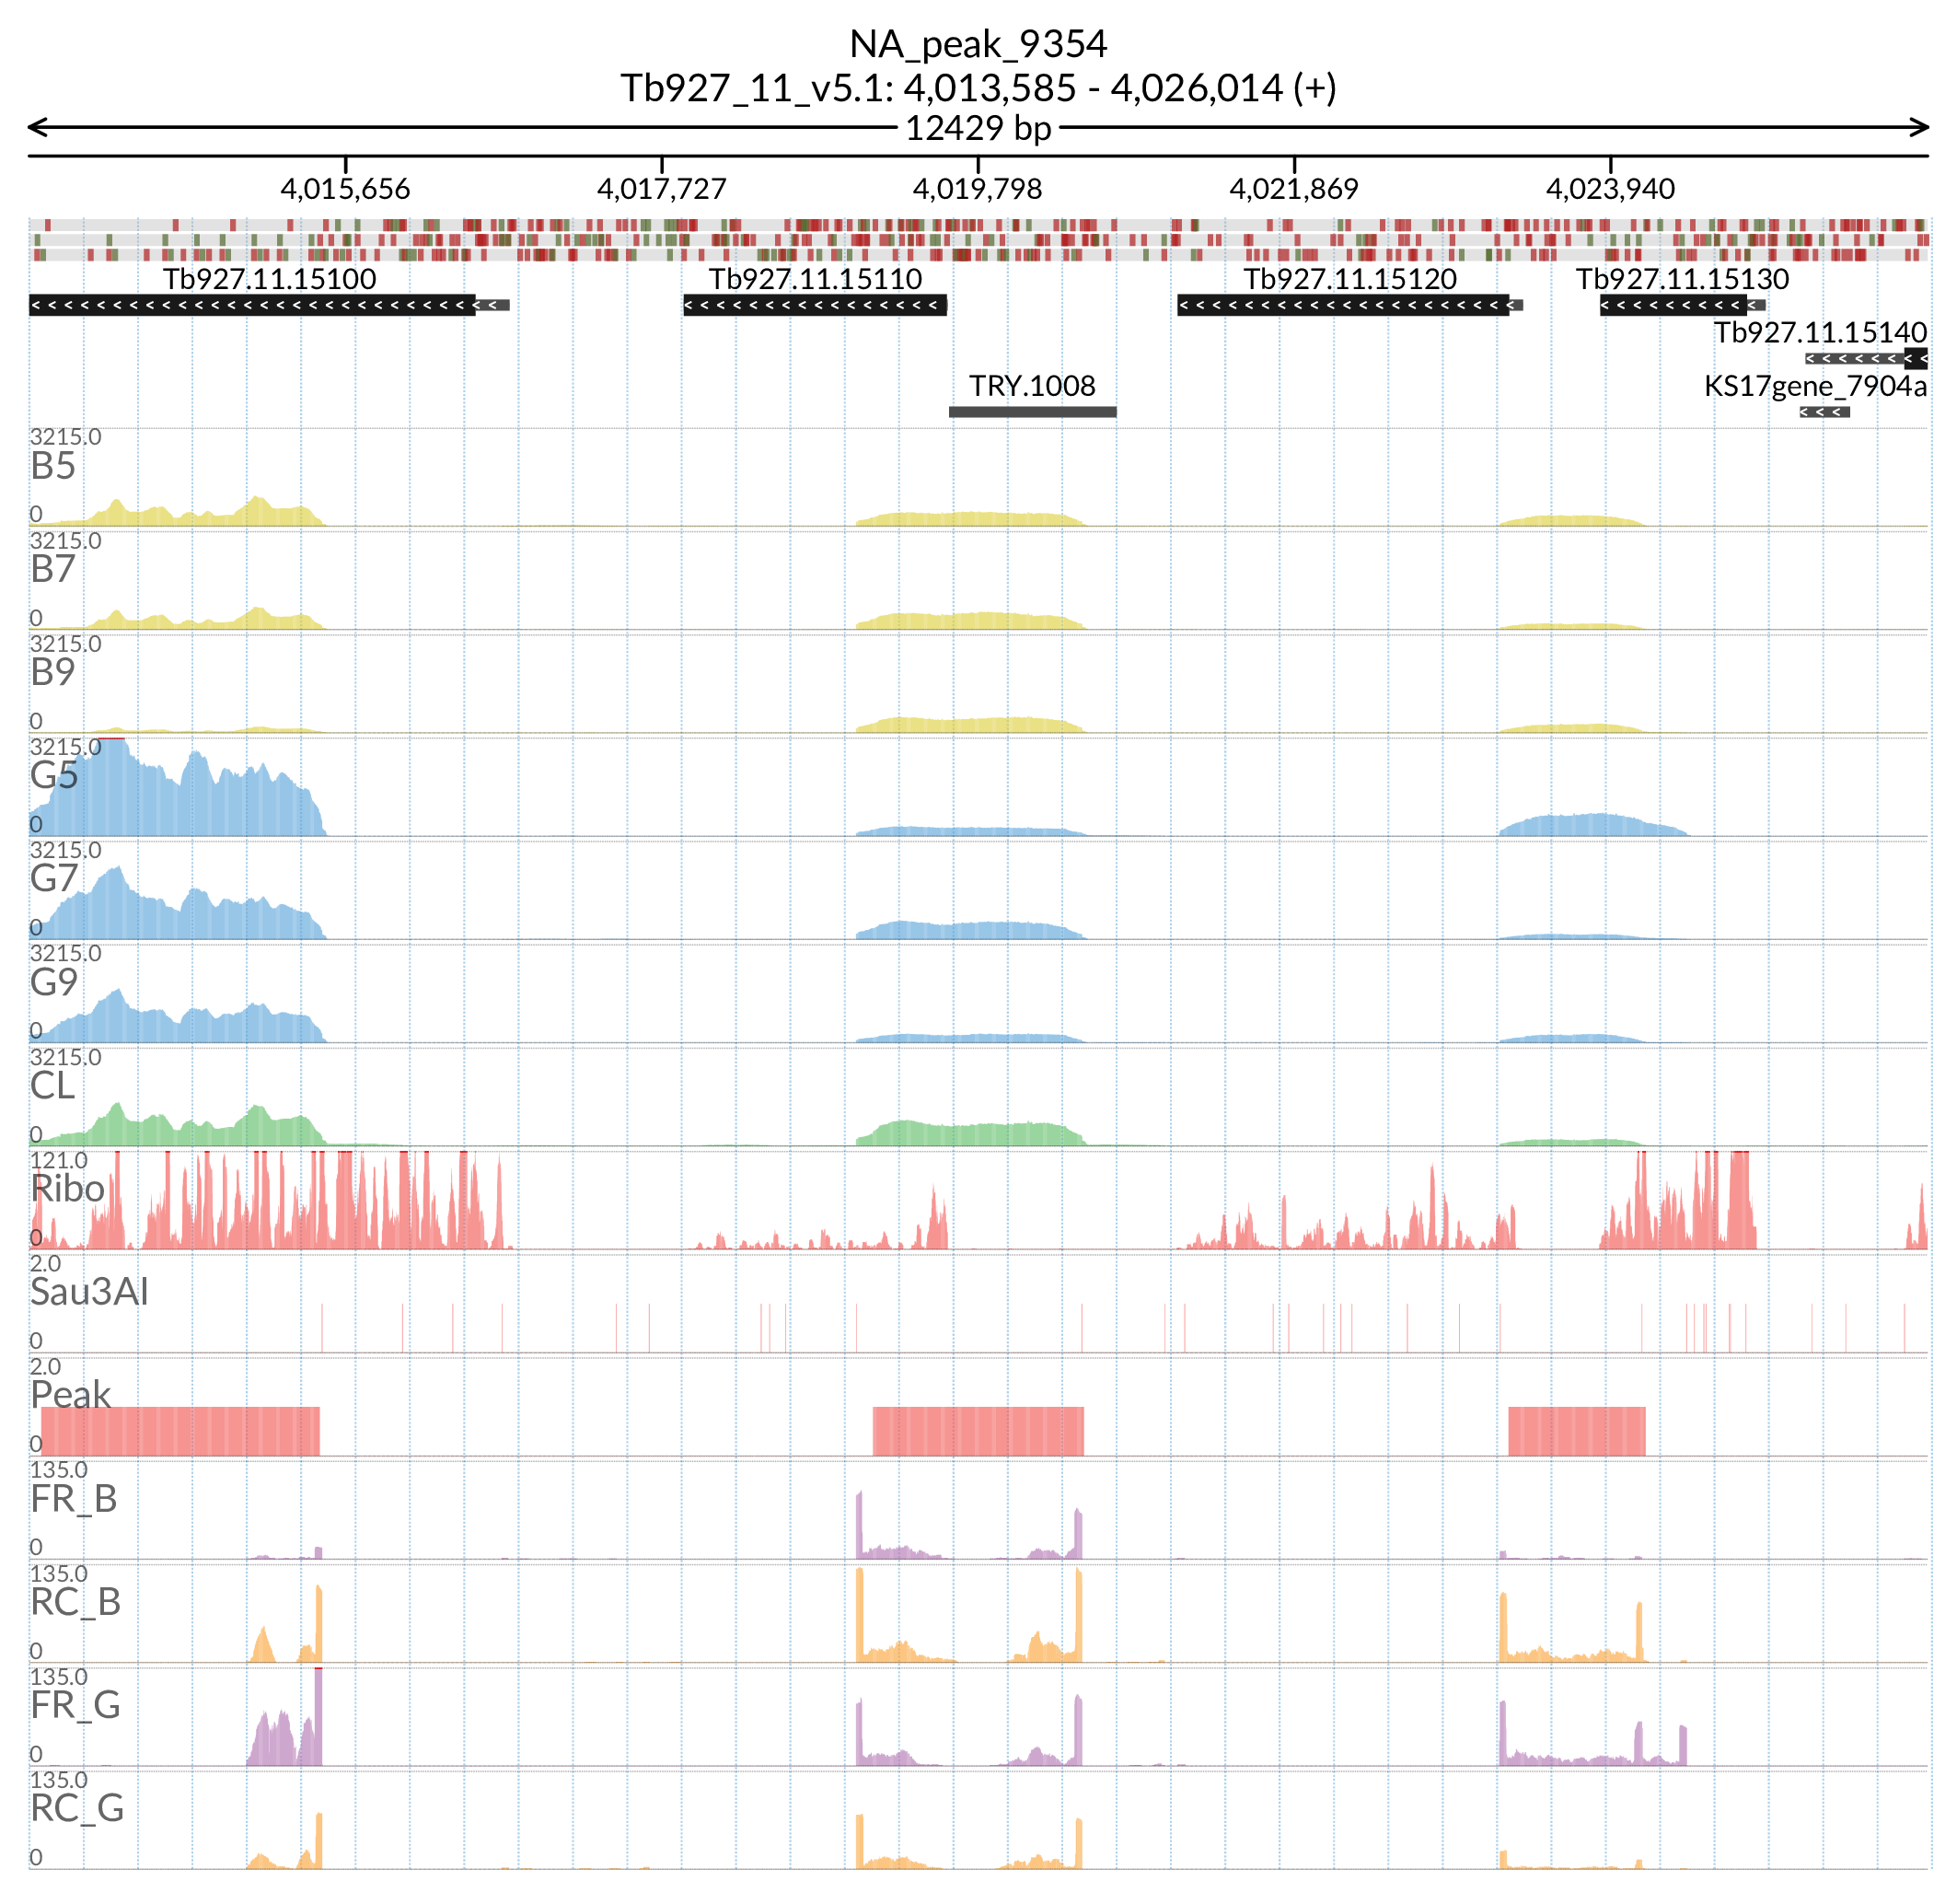 NA_peak_9354
Tb927_11_v5.1: 4,013,585 - 4,026,014 (+)
12429 bp
4,015,656 4,017,727 4,019,798 4,021,869 4,023,940
Tb927.11.15100 Tb927.11.15110 Tb927.11.15120 Tb927.11.15130
Tb927.11.15140
TRY.1008 KS17gene_7904a
3215.0
B5
0
3215.0
B7
0
3215.0
B9
0
3215.0
G5
0
3215.0
G7
0
3215.0
G9
0
3215.0
CL
0
121.0
Ribo
0
2.0
Sau3AI
0
2.0
Peak
0
135.0
FR_B
0
135.0
RC_B
0
135.0
FR_G
0
135.0
RC_G
0